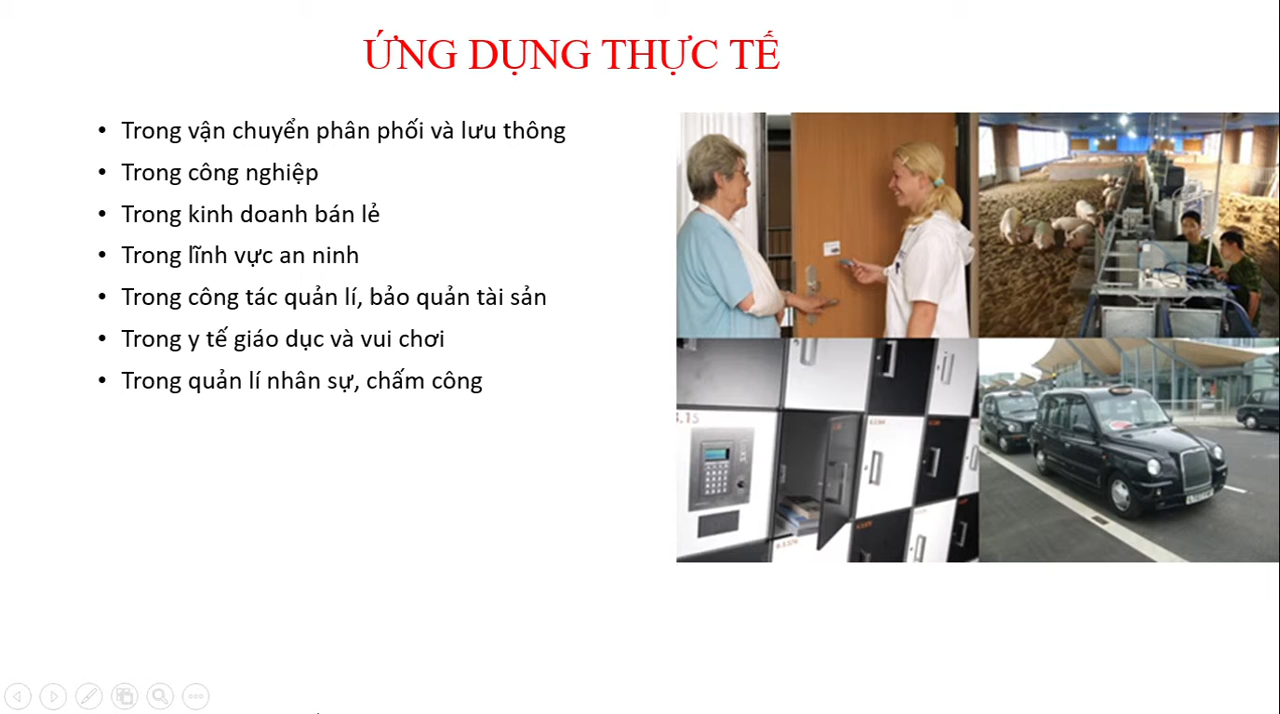 ỨNG DỤNG THỰC TẾ
• Trong vận chuyển phân phối và lưu thông
• Trong công nghiệp
• Trong kinh doanh bán lẻ
• Trong lĩnh vực an ninh
• Trong công tác quản lí, bảo quản tài sản
• Trong y tế giáo dục và vui chơi
• Trong quản lí nhân sự, chấm công